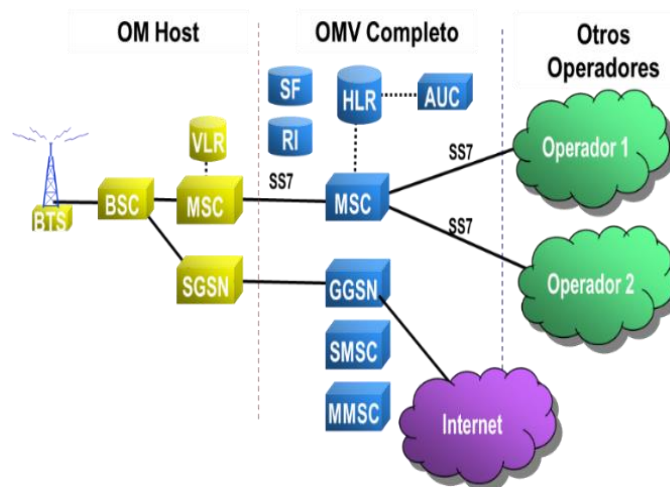 OM Host
OMV Completo
Otros
Operadores
SF
HLR
AUC
RI
VLR
SS7
Operador 1
BTS
BSC
MSC
SS7
MSC
SS7
SGSN
GGSN
Operador 2
SMSC
MMSC
Internet